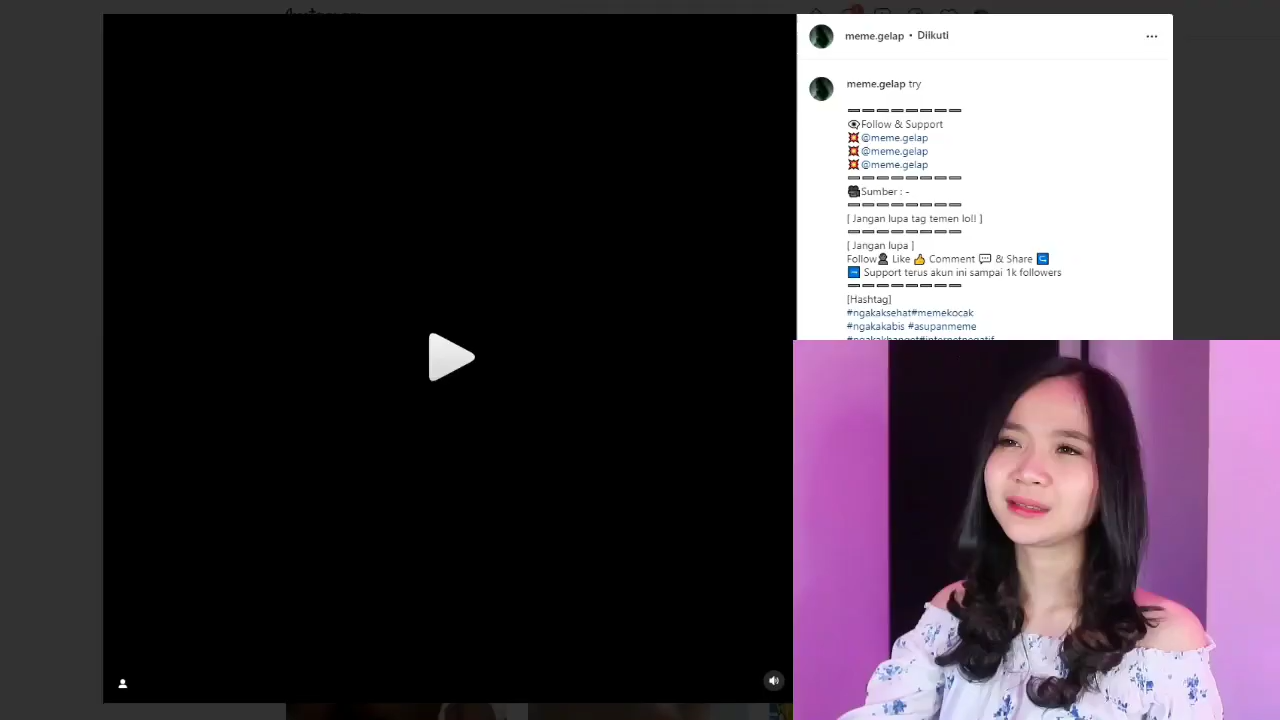 meme.gelap • Diikuti
meme.gelap try
Follow & Support
@meme.gelap
@meme.gelap
@meme.gelap
Sumber : -
[ Jangan lupa tag temen lo!! ]
[ Jangan lupa ]
Follow Like Comment & Share
Support terus akun ini sampai 1k followers
[Hashtag]
#ngakaksehat#memekocak
#ngakakabis #asupanmeme